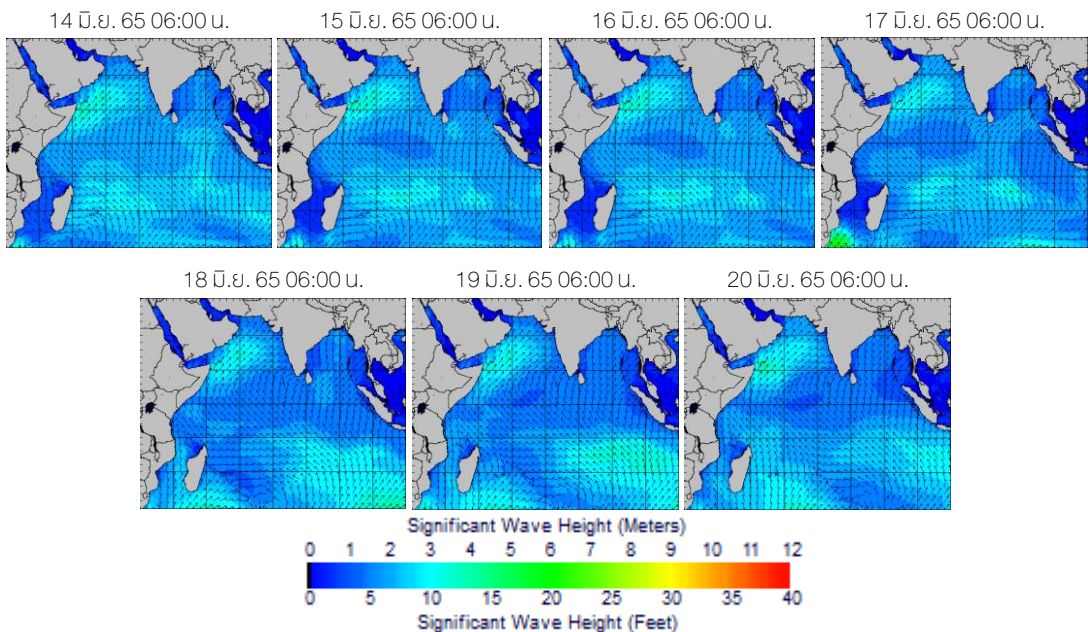 14 มิ.ย. 65 06:00 น.
15 มิ.ย. 65 06:00 น.
16 มิ.ย. 65 06:00 น.
17 มิ.ย. 65 06:00 น.
18 มิ.ย. 65 06:00 น.
19 มิ.ย. 65 06:00 น.
20 มิ.ย. 65 06:00 น.
Significant Wave Height (Meters)
0 1 2 3 4 5 6 7 8 9 10 11 12
0 5 10 15 20 25 30 35 40
Significant Wave Height (Feet)